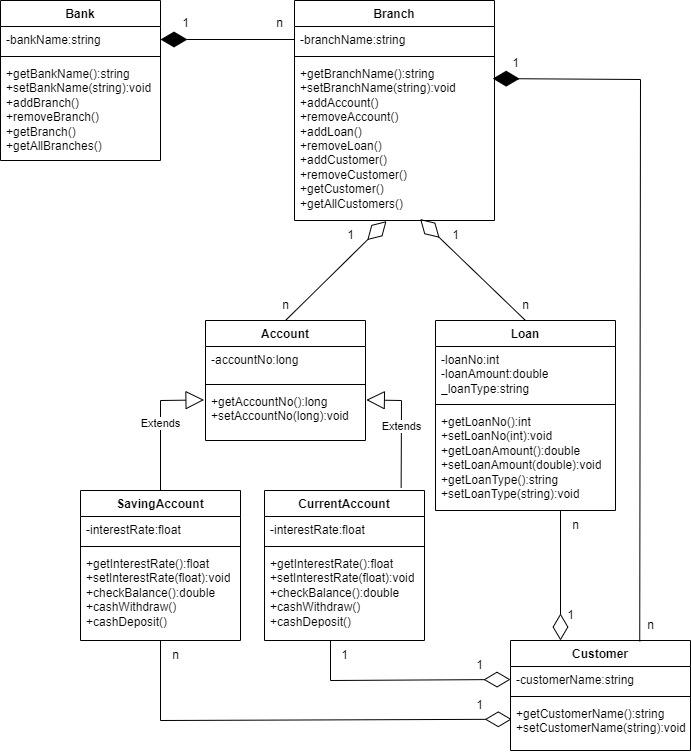 Bank
-bankName:string
+getBankName():string
+setBankName(string):void
+addBranch()
+removeBranch()
+getBranch()
+getAllBranches()
1
n
Branch
-branchName:string
+getBranchName():string
+setBranchName(string):void
+addAccount()
+removeAccount()
+addLoan()
+removeLoan()
+addCustomer()
+removeCustomer()
+getCustomer()
+getAllCustomers()
1
1
1
n
n
Account
-accountNo:long
+getAccountNo():long
+setAccountNo(long):void
Loan
-loanNo:int
-loanAmount:double
_loanType:string
+getLoanNo():int
+setLoanNo(int):void
+getLoanAmount():double
+setLoanAmount(double):void
+getLoanType():string
+setLoanType(string):void
Extends
Extends
SavingAccount
-interestRate:float
+getInterestRate():float
+setInterestRate(float):void
+checkBalance():double
+cashWithdraw()
+cashDeposit()
CurrentAccount
-interestRate:float
+getInterestRate():float
+setInterestRate(float):void
+checkBalance():double
+cashWithdraw()
+cashDeposit()
n
1
n
n
1
1
1
Customer
-customerName:string
+getCustomerName():string
+setCustomerName(string):void